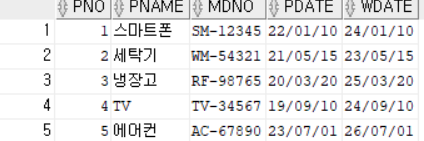 PNO PNAME MDNO PDATE WDATE
1 1 스마트폰 SM-12345 22/01/10 24/01/10
2 2 세탁기 WM-54321 21/05/15 23/05/15
3 3 냉장고 RF-98765 20/03/20 25/03/20
4 4 TV TV-34567 19/09/10 24/09/10
5 5 에어컨 AC-67890 23/07/01 26/07/01